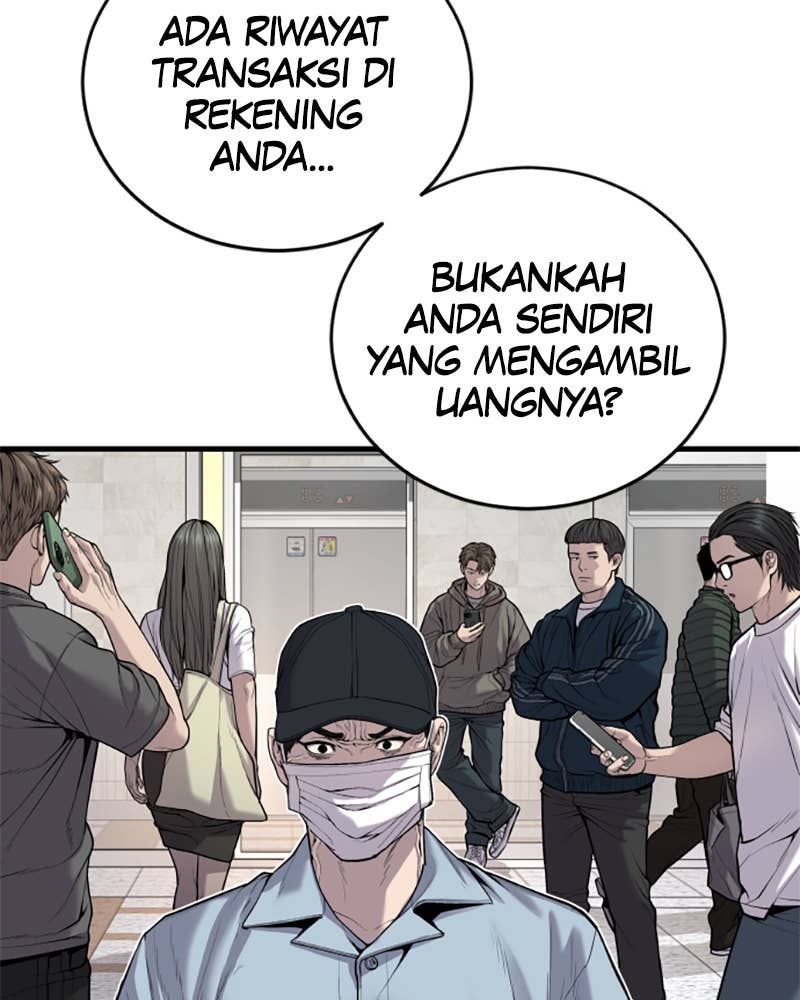 ADA RIWAYAT
TRANSAKSI DI
REKENING
ANDA...
BUKANKAH
ANDA SENDIRI
YANG MENGAMBIL
UANGNYA?